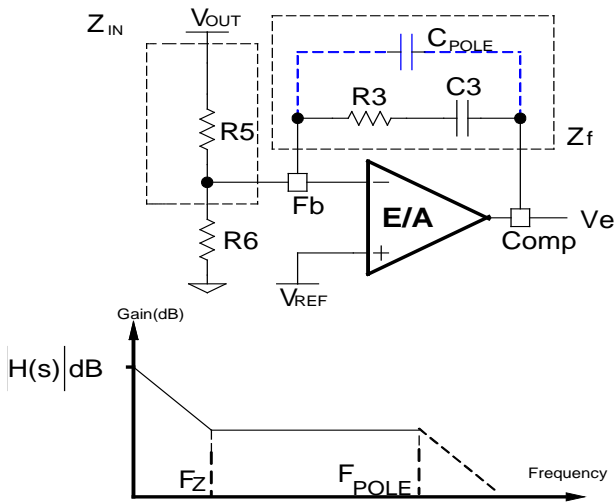 VOUT
ZIN
CPOLE
R3
C3
R5
Zf
Fb
E/A
Ve
R6
Comp
VREF
Gain(dB)
|H(s)|dB
FZ
FPOLE
Frequency